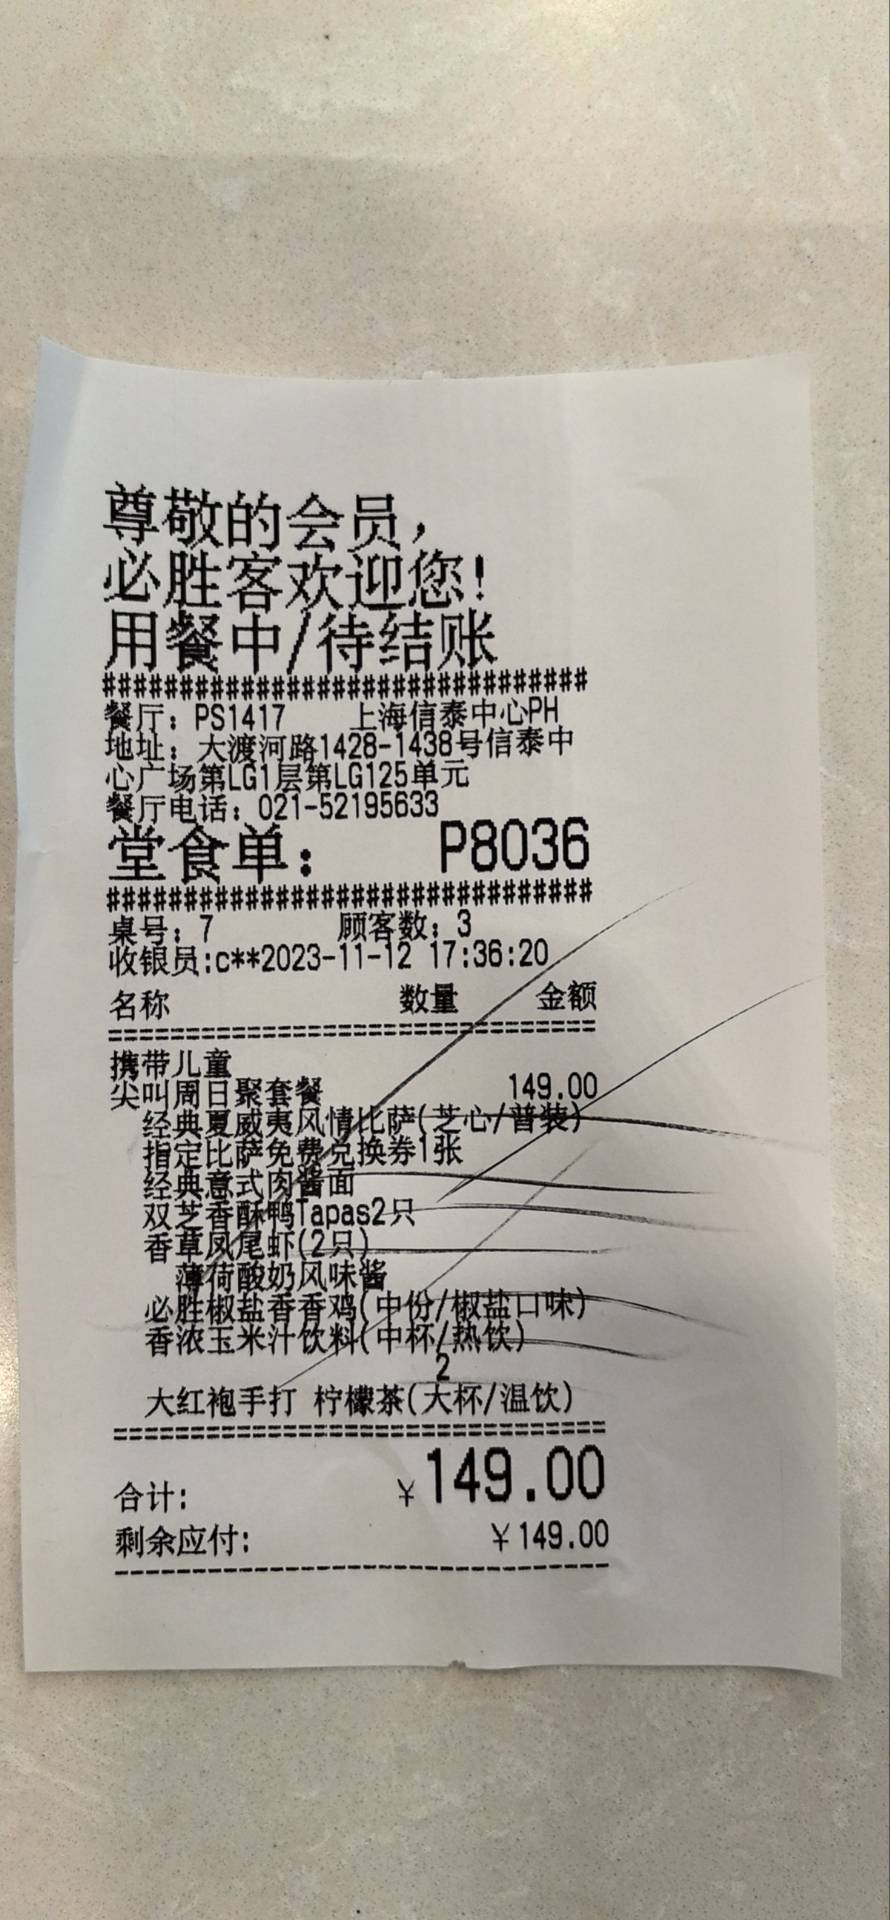 尊敬的会员，
必胜客欢迎您！
用餐中/待结账
################################
餐厅：PS1417 上海信泰中心PH
地址：大渡河路1428-1438号信泰中
心广场第LG1层第LG125单元
餐厅电话：021-52195633
堂食单： P8036
################################
桌号：7 顾客数：3
收银员:c**2023-11-12 17:36:20
名称 数量 金额
================================
携带儿童
尖叫周日聚套餐 149.00
经典夏威夷风情比萨(芝心/普装)
指定比萨免费兑换券1张
经典意式肉酱面
双芝香酥鸭Tapas2只
香草凤尾虾(2只)
薄荷酸奶风味酱
必胜椒盐香香鸡(中份/椒盐口味)
香浓玉米汁饮料(中杯/热饮)
2
大红袍手打 柠檬茶(大杯/温饮)
================================
合计: ￥149.00
剩余应付: ￥149.00
--------------------------------